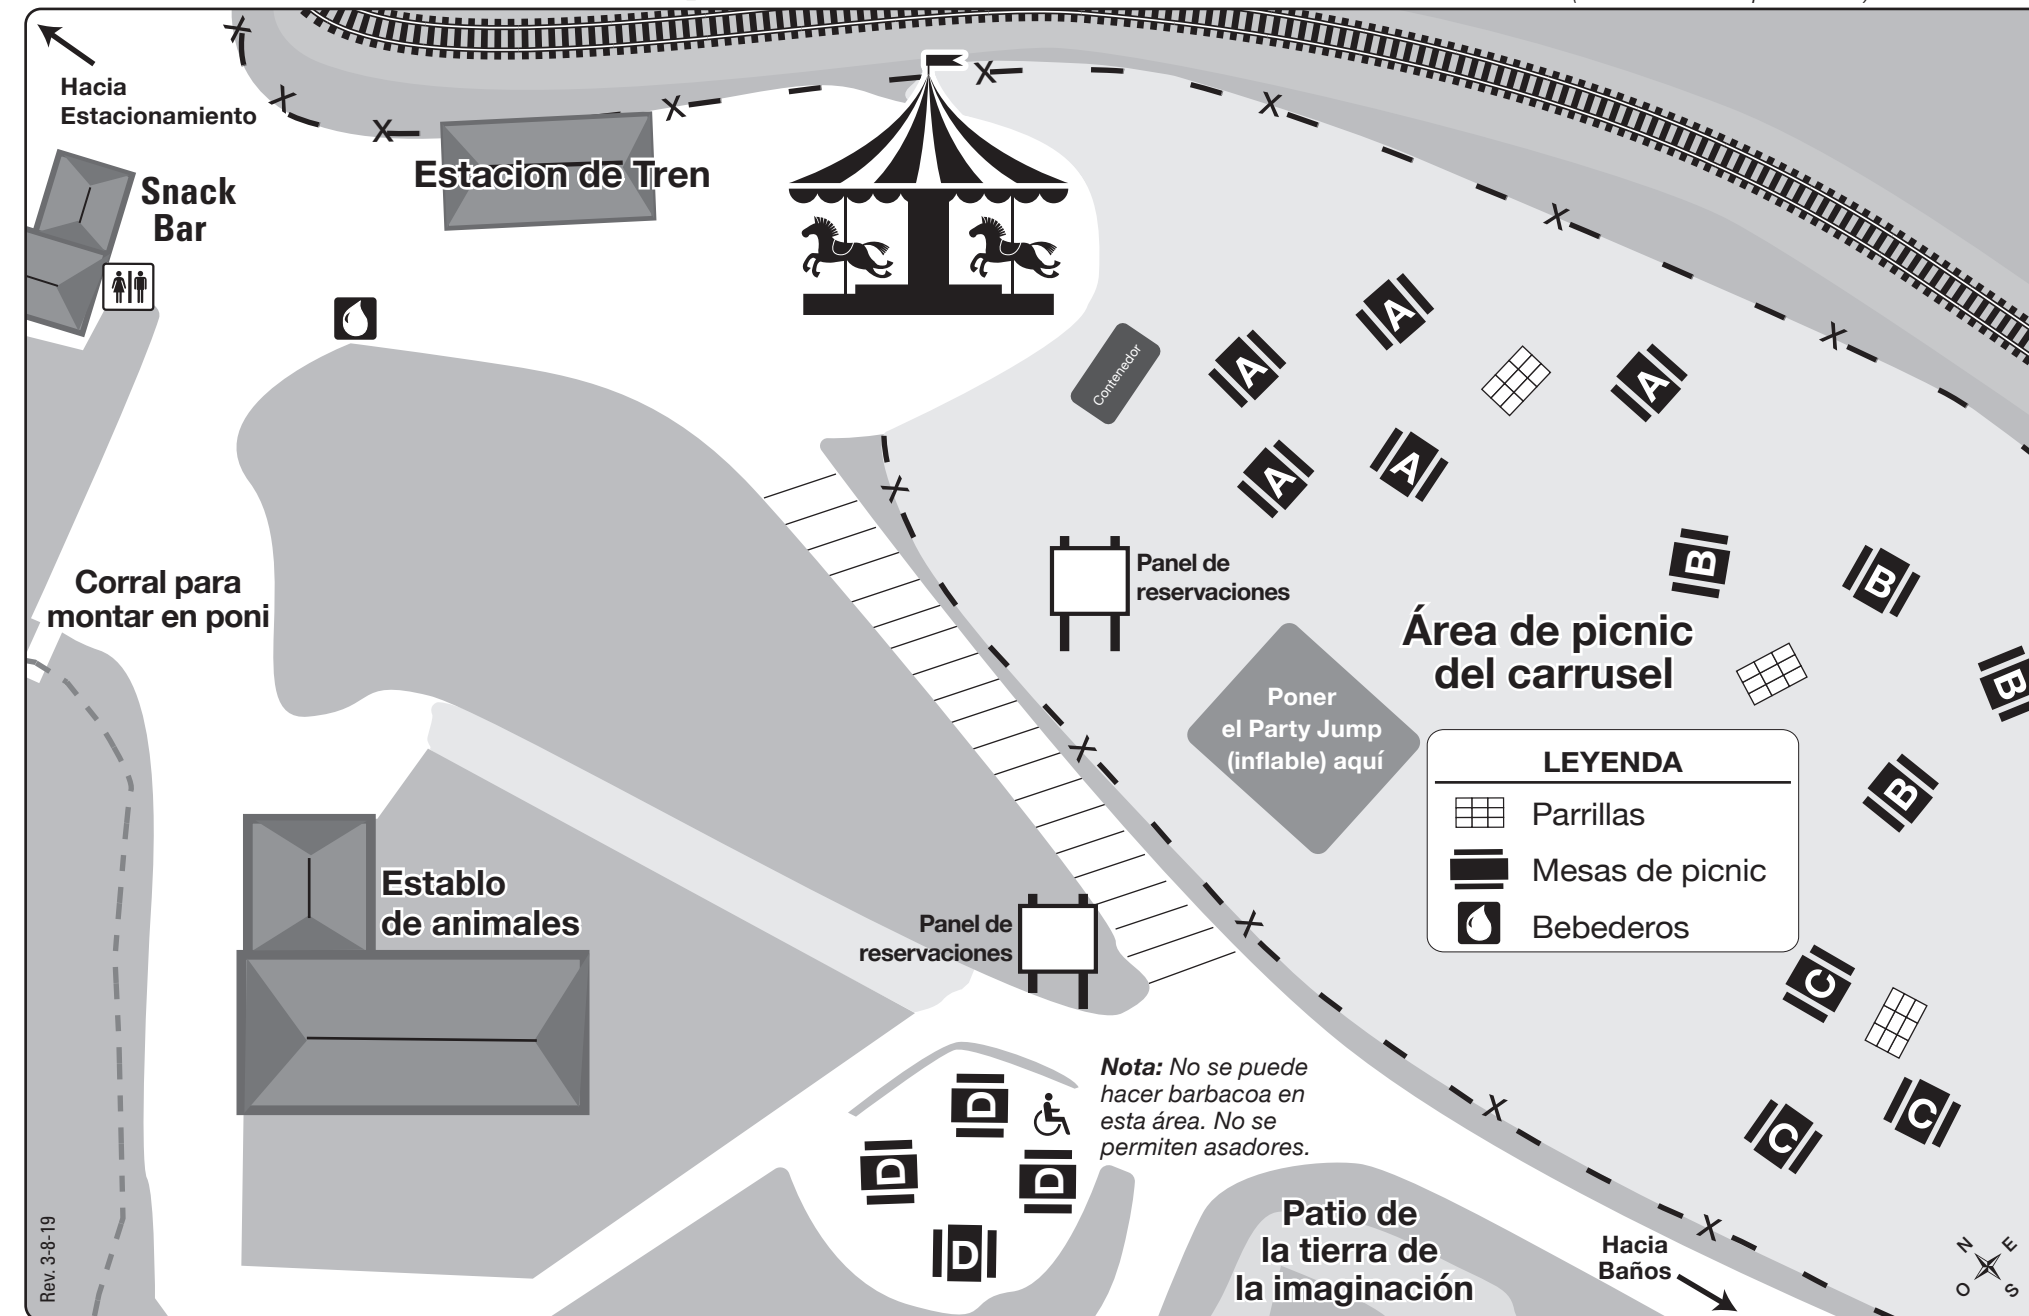 Hacia
Estacionamiento
Snack
Bar
Estacion de Tren
Contenedor
A
A
A
A
A
Corral para
montar en poni
Panel de
reservaciones
B
B
B
B
Área de picnic
del carrusel
Poner
el Party Jump
(inflable) aquí
LEYENDA
Parrillas
Mesas de picnic
Bebederos
Establo
de animales
Panel de
reservaciones
C
C
C
Nota: No se puede
hacer barbacoa en
esta área. No se
permiten asadores.
D
D
D
D
Patio de
la tierra de
la imaginación
Hacia
Baños
N
E
O
S
Rev. 3-8-19